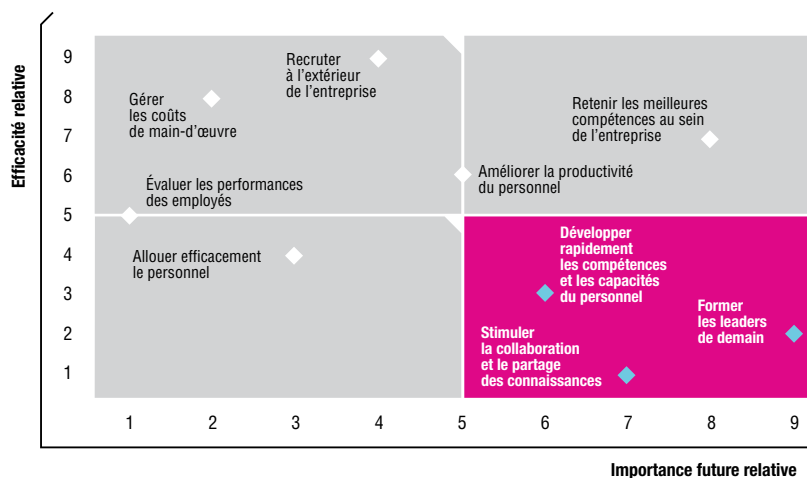 Efficacité relative
9
8
7
6
5
4
3
2
1
Recruter
à l’extérieur
de l’entreprise
Gérer
les coûts
de main-d’œuvre
Retenir les meilleures
compétences au sein
de l’entreprise
Améliorer la productivité
du personnel
Évaluer les performances
des employés
Allouer efficacement
le personnel
Développer
rapidement
les compétences
et les capacités
du personnel
Former
les leaders
de demain
Stimuler
la collaboration
et le partage
des connaissances
1 2 3 4 5 6 7 8 9
Importance future relative